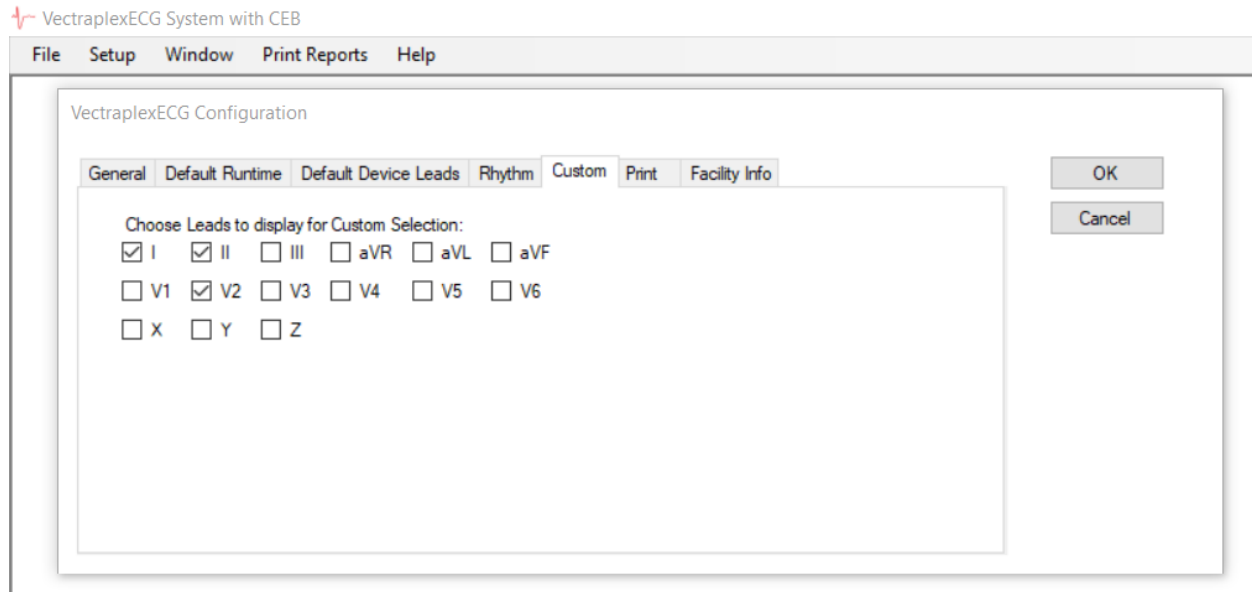 VectraplexECG System with CEB
File Setup Window Print Reports Help
VectraplexECG Configuration
General Default Runtime Default Device Leads Rhythm Custom Print Facility Info
OK
Cancel
Choose Leads to display for Custom Selection:
I II III aVR aVL aVF
V1 V2 V3 V4 V5 V6
X Y Z